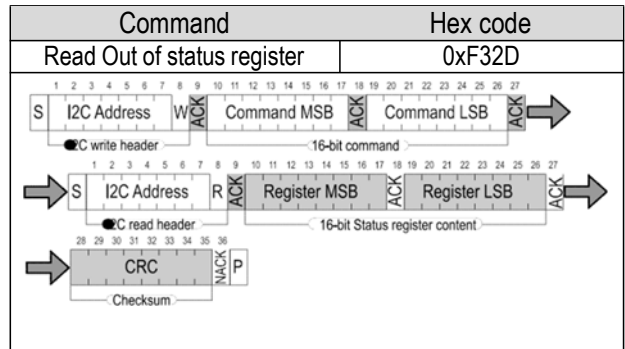 Command Hex code
Read Out of status register 0xF32D
1 2 3 4 5 6 7 8 9 10 11 12 13 14 15 16 17 18 19 20 21 22 23 24 25 26 27
S I2C Address W ACK Command MSB ACK Command LSB ACK
2C write header 16-bit command
1 2 3 4 5 6 7 8 9 10 11 12 13 14 15 16 17 18 19 20 21 22 23 24 25 26 27
S I2C Address R ACK Register MSB ACK Register LSB ACK
2C read header 16-bit Status register content
28 29 30 31 32 33 34 35 36
CRC NACK P
Checksum